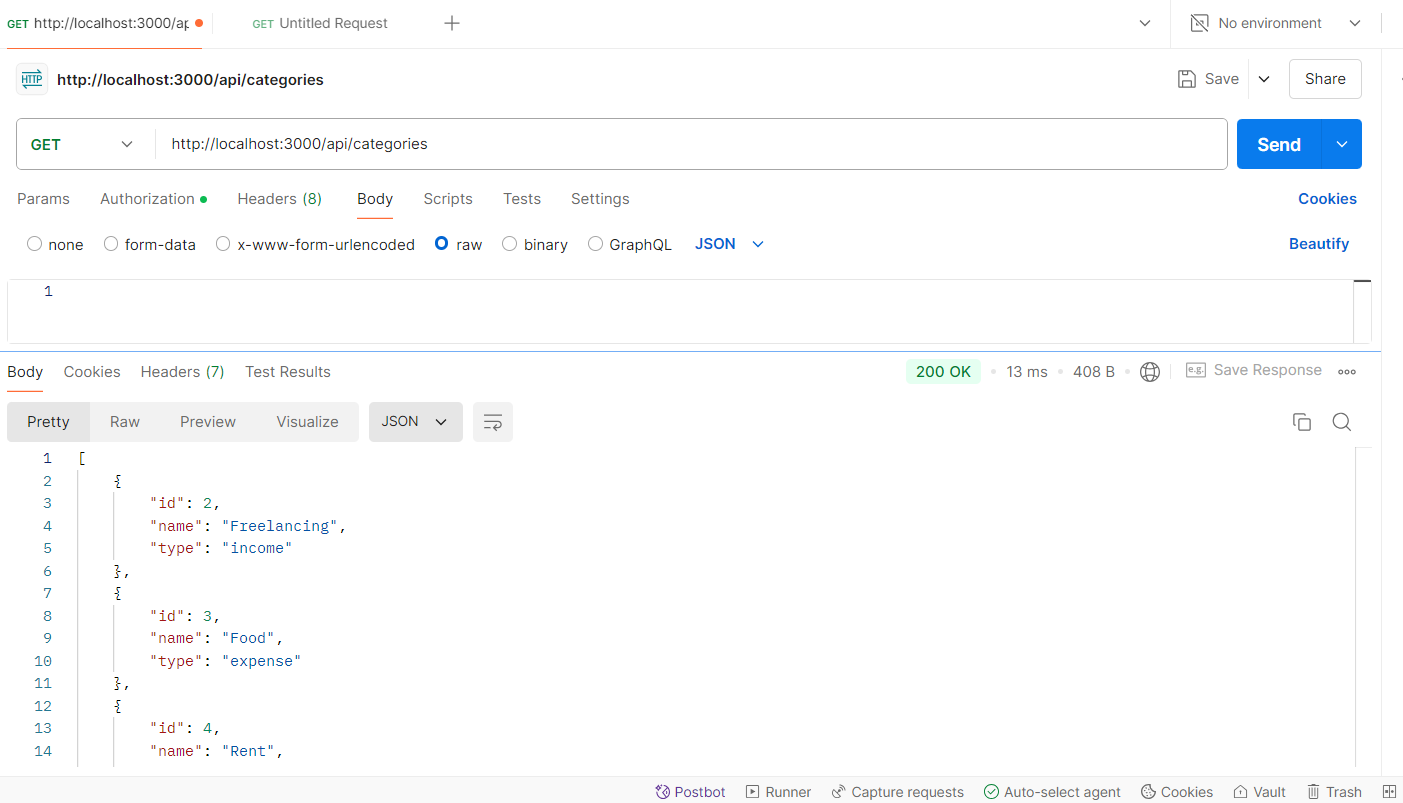 GET http://localhost:3000/ap GET Untitled Request No environment
HTTP http://localhost:3000/api/categories Save Share
GET http://localhost:3000/api/categories Send
Params Authorization Headers (8) Body Scripts Tests Settings Cookies
none form-data x-www-form-urlencoded raw binary GraphQL JSON Beautify
1
Body Cookies Headers (7) Test Results 200 OK 13 ms 408 B e.g. Save Response
Pretty Raw Preview Visualize JSON
1 [
2 {
3 "id": 2,
4 "name": "Freelancing",
5 "type": "income"
6 },
7 {
8 "id": 3,
9 "name": "Food",
10 "type": "expense"
11 },
12 {
13 "id": 4,
14 "name": "Rent",
Postbot Runner Capture requests Auto-select agent Cookies Vault Trash